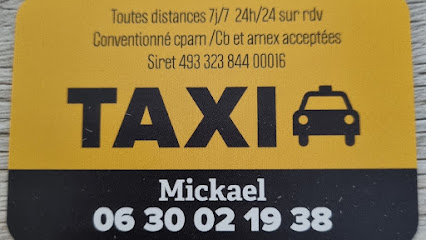 Toutes distances 7j/7 24h/24 sur rdv
Conventionné cpam /Cb et amex acceptées
Siret 493 323 844 00016
TAXI
Mickael
06 30 02 19 38